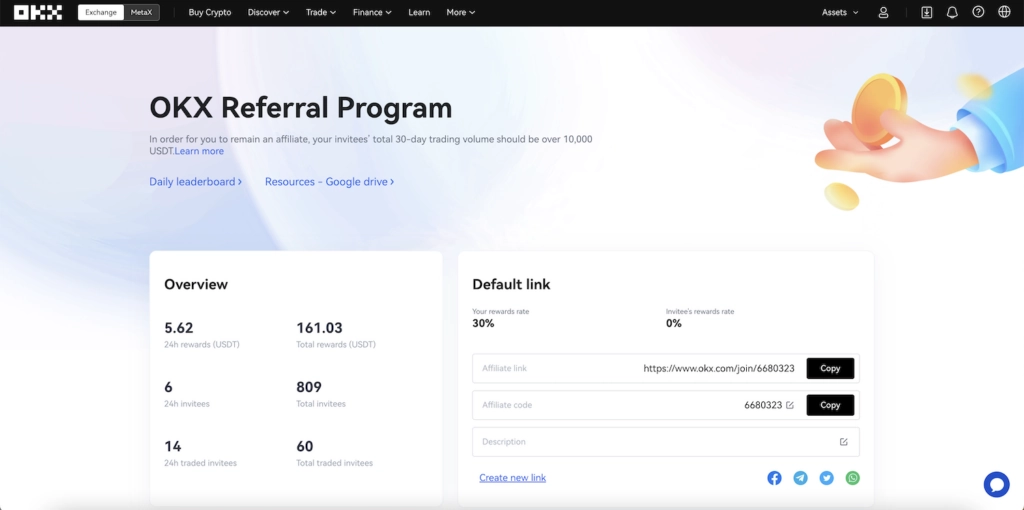 OKX
Exchange MetaX
Buy Crypto Discover Trade Finance Learn More
Assets
OKX Referral Program
In order for you to remain an affiliate, your invitees' total 30-day trading volume should be over 10,000
USDT.Learn more
Daily leaderboard Resources - Google drive
Overview
5.62 161.03
24h rewards (USDT) Total rewards (USDT)
6 809
24h invitees Total invitees
14 60
24h traded invitees Total traded invitees
Default link
Your rewards rate Invitee's rewards rate
30% 0%
Affiliate link https://www.okx.com/join/6680323 Copy
Affiliate code 6680323 Copy
Description
Create new link